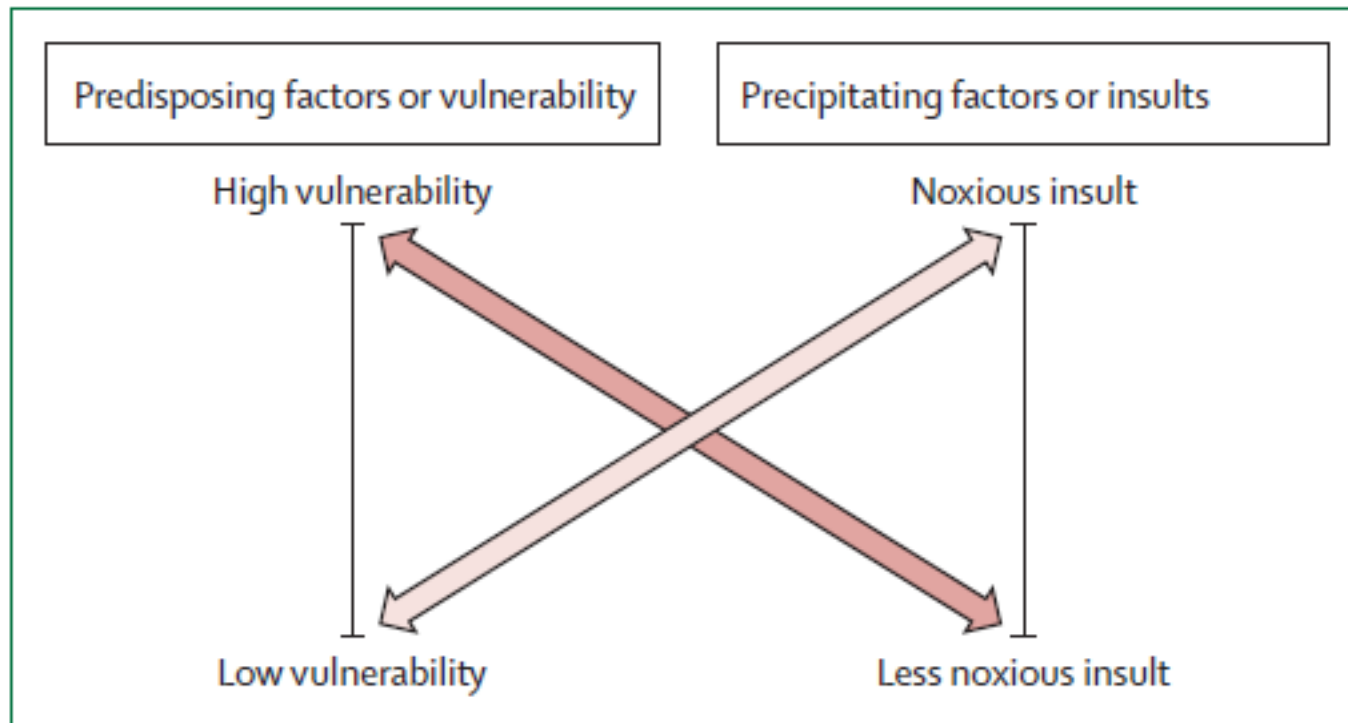 Predisposing factors or vulnerability
Precipitating factors or insults
High vulnerability
Noxious insult
Low vulnerability
Less noxious insult